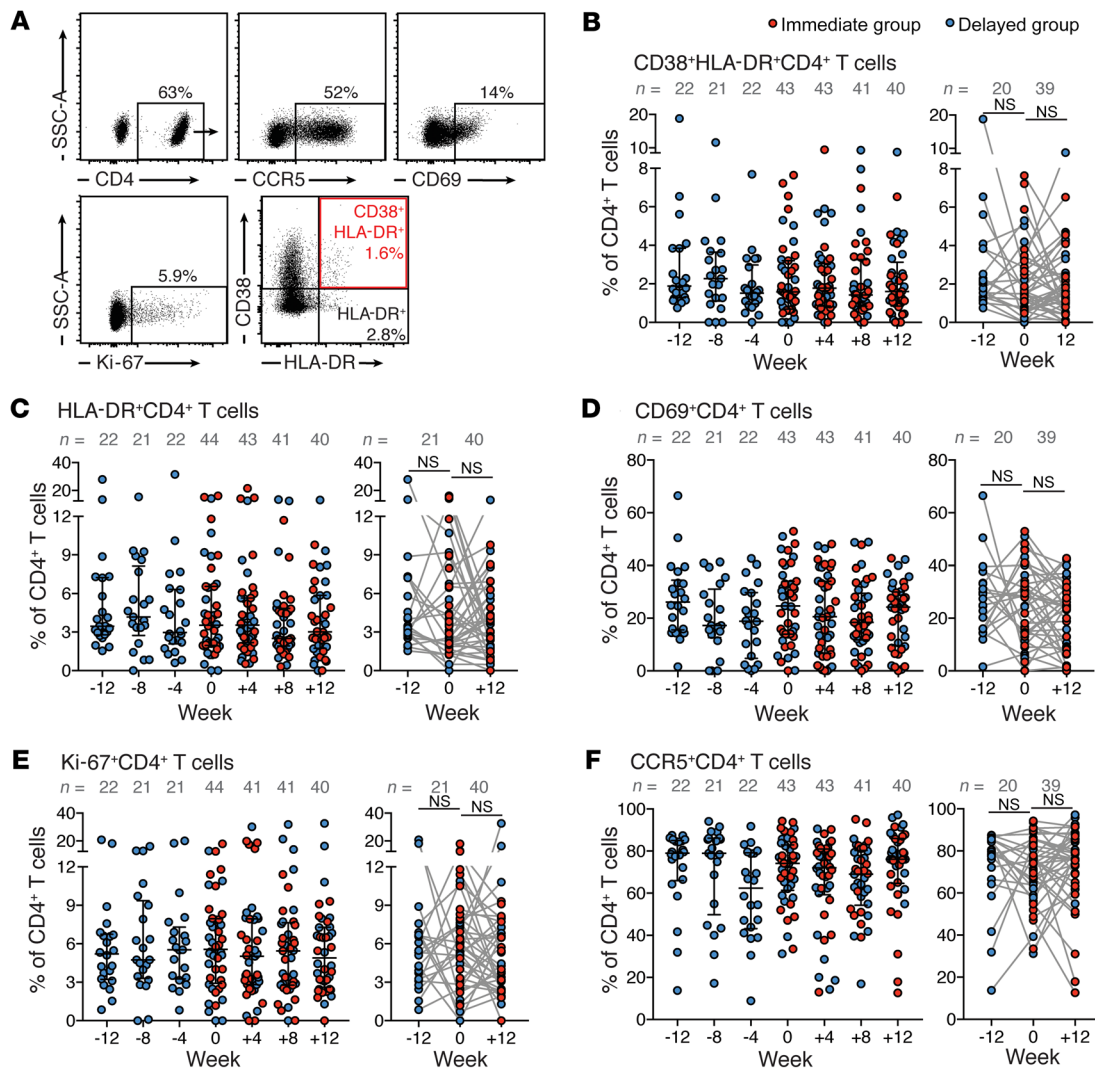 A
63%
SSC-A
CD4
52%
CCR5
14%
CD69
5.9%
SSC-A
Ki-67
CD38⁺
HLA-DR⁺
1.6%
CD38
HLA-DR⁺
2.8%
HLA-DR
Immediate group Delayed group
B
CD38⁺HLA-DR⁺CD4⁺ T cells
n = 22 21 22 43 43 41 40
% of CD4⁺ T cells
20
10
8
6
4
2
0
-12 -8 -4 0 +4 +8 +12
Week
n = 20 39
NS NS
20
10
8
6
4
2
0
-12 0 12
Week
C
HLA-DR⁺CD4⁺ T cells
n = 22 21 22 44 43 41 40
% of CD4⁺ T cells
40
20
12
9
6
3
0
-12 -8 -4 0 +4 +8 +12
Week
n = 21 40
NS NS
40
20
12
9
6
3
0
-12 0 +12
Week
D
CD69⁺CD4⁺ T cells
n = 22 21 22 43 43 41 40
% of CD4⁺ T cells
80
60
40
20
0
-12 -8 -4 0 +4 +8 +12
Week
n = 20 39
NS NS
80
60
40
20
0
-12 0 +12
Week
E
Ki-67⁺CD4⁺ T cells
n = 22 21 21 44 41 41 40
% of CD4⁺ T cells
40
20
12
9
6
3
0
-12 -8 -4 0 +4 +8 +12
Week
n = 21 40
NS NS
40
20
12
9
6
3
0
-12 0 +12
Week
F
CCR5⁺CD4⁺ T cells
n = 22 21 22 43 43 41 40
% of CD4⁺ T cells
100
80
60
40
20
0
-12 -8 -4 0 +4 +8 +12
Week
n = 20 39
NS NS
100
80
60
40
20
0
-12 0 +12
Week